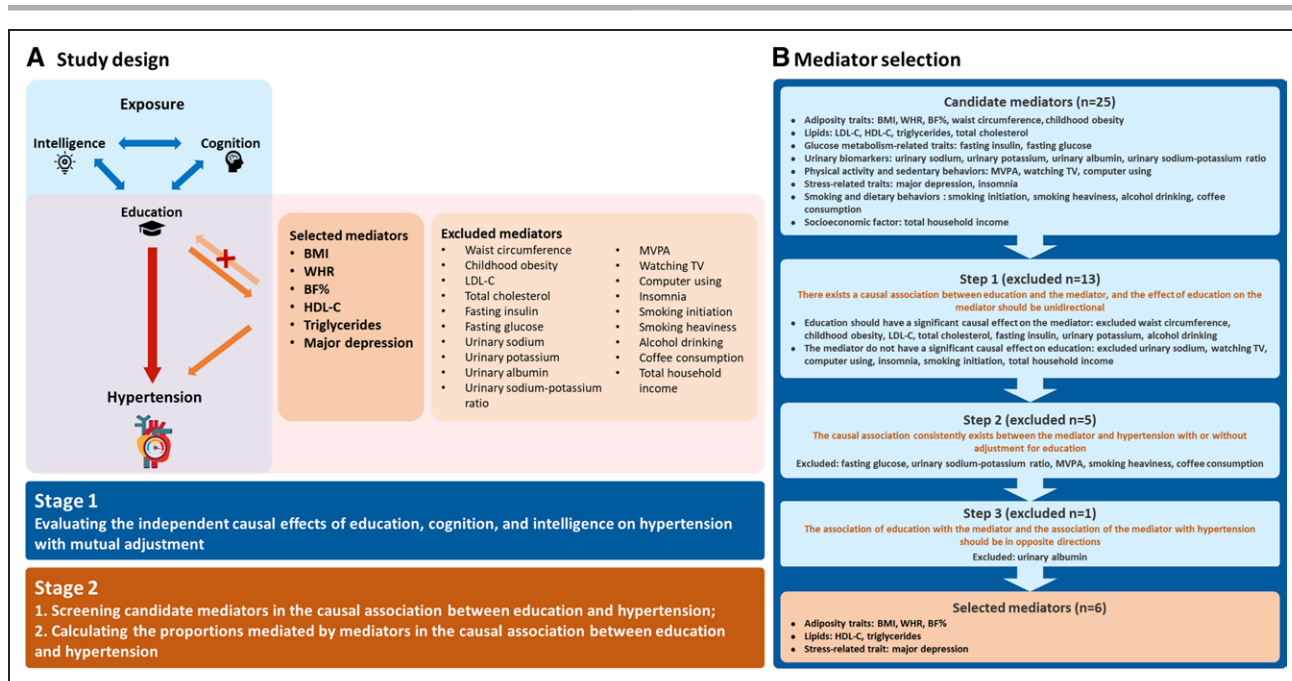 A Study design
Exposure
Intelligence
Cognition
Education
Hypertension
Selected mediators
• BMI
• WHR
• BF%
• HDL-C
• Triglycerides
• Major depression
Excluded mediators
• Waist circumference
• Childhood obesity
• LDL-C
• Total cholesterol
• Fasting insulin
• Fasting glucose
• Urinary sodium
• Urinary potassium
• Urinary albumin
• Urinary sodium-potassium
ratio
• MVPA
• Watching TV
• Computer using
• Insomnia
• Smoking initiation
• Smoking heaviness
• Alcohol drinking
• Coffee consumption
• Total household
income
Stage 1
Evaluating the independent causal effects of education, cognition, and intelligence on hypertension
with mutual adjustment
Stage 2
1. Screening candidate mediators in the causal association between education and hypertension;
2. Calculating the proportions mediated by mediators in the causal association between education
and hypertension
B Mediator selection
Candidate mediators (n=25)
• Adiposity traits: BMI, WHR, BF%, waist circumference, childhood obesity
• Lipids: LDL-C, HDL-C, triglycerides, total cholesterol
• Glucose metabolism-related traits: fasting insulin, fasting glucose
• Urinary biomarkers: urinary sodium, urinary potassium, urinary albumin, urinary sodium-potassium ratio
• Physical activity and sedentary behaviors: MVPA, watching TV, computer using
• Stress-related traits: major depression, insomnia
• Smoking and dietary behaviors : smoking initiation, smoking heaviness, alcohol drinking, coffee
consumption
• Socioeconomic factor: total household income
Step 1 (excluded n=13)
There exists a causal association between education and the mediator, and the effect of education on the
mediator should be unidirectional
• Education should have a significant causal effect on the mediator: excluded waist circumference,
childhood obesity, LDL-C, total cholesterol, fasting insulin, urinary potassium, alcohol drinking
• The mediator do not have a significant causal effect on education: excluded urinary sodium, watching TV,
computer using, insomnia, smoking initiation, total household income
Step 2 (excluded n=5)
The causal association consistently exists between the mediator and hypertension with or without
adjustment for education
Excluded: fasting glucose, urinary sodium-potassium ratio, MVPA, smoking heaviness, coffee consumption
Step 3 (excluded n=1)
The association of education with the mediator and the association of the mediator with hypertension
should be in opposite directions
Excluded: urinary albumin
Selected mediators (n=6)
• Adiposity traits: BMI, WHR, BF%
• Lipids: HDL-C, triglycerides
• Stress-related trait: major depression